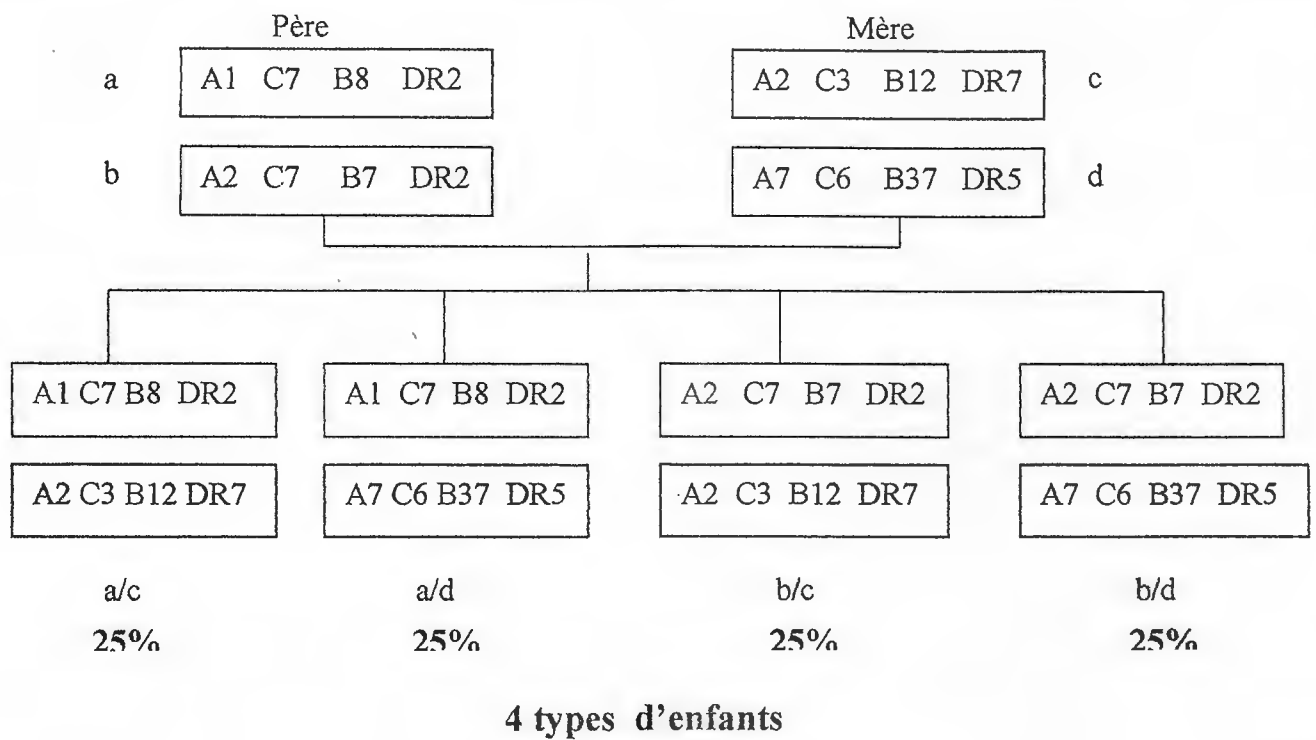 Père Mère
a A1 C7 B8 DR2 A2 C3 B12 DR7 c
b A2 C7 B7 DR2 A7 C6 B37 DR5 d
A1 C7 B8 DR2 A1 C7 B8 DR2 A2 C7 B7 DR2 A2 C7 B7 DR2
A2 C3 B12 DR7 A7 C6 B37 DR5 A2 C3 B12 DR7 A7 C6 B37 DR5
a/c a/d b/c b/d
25% 25% 25% 25%
4 types d'enfants